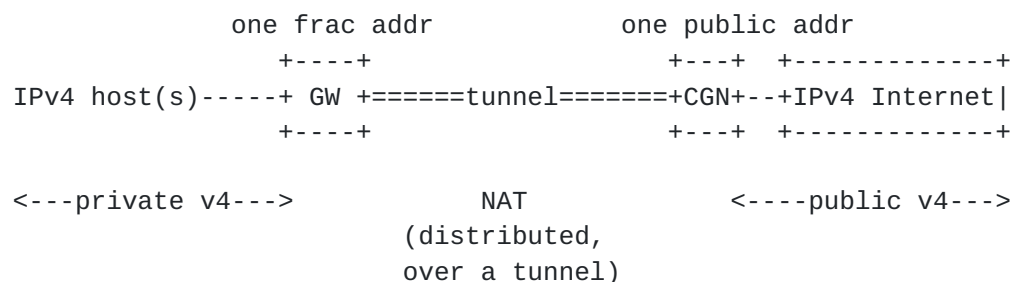 one frac addr one public addr
+----+ +---+ +-------------+
IPv4 host(s)-----+ GW +======tunnel=======+CGN+--+IPv4 Internet|
+----+ +---+ +-------------+
<---private v4---> NAT <----public v4--->
(distributed,
over a tunnel)